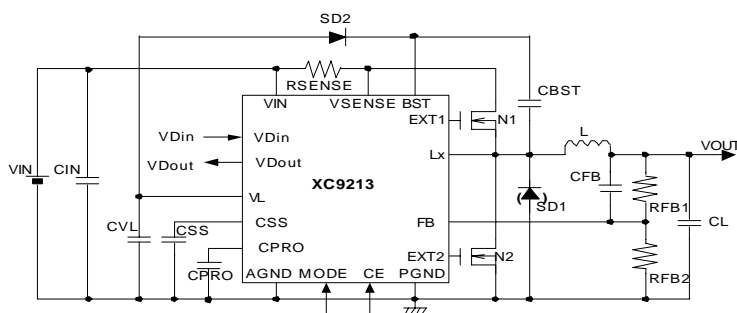 SD2
RSENSE
VIN VSENSE BST
CBST
EXT1 N1
VDin VDin
L
Lx VOUT
VDout VDout
VIN CIN
CFB
XC9213
RFB1
VL
SD1
CVL CSS CSS
FB
CL
CPRO
EXT2 N2
RFB2
CPRO
AGND MODE CE PGND